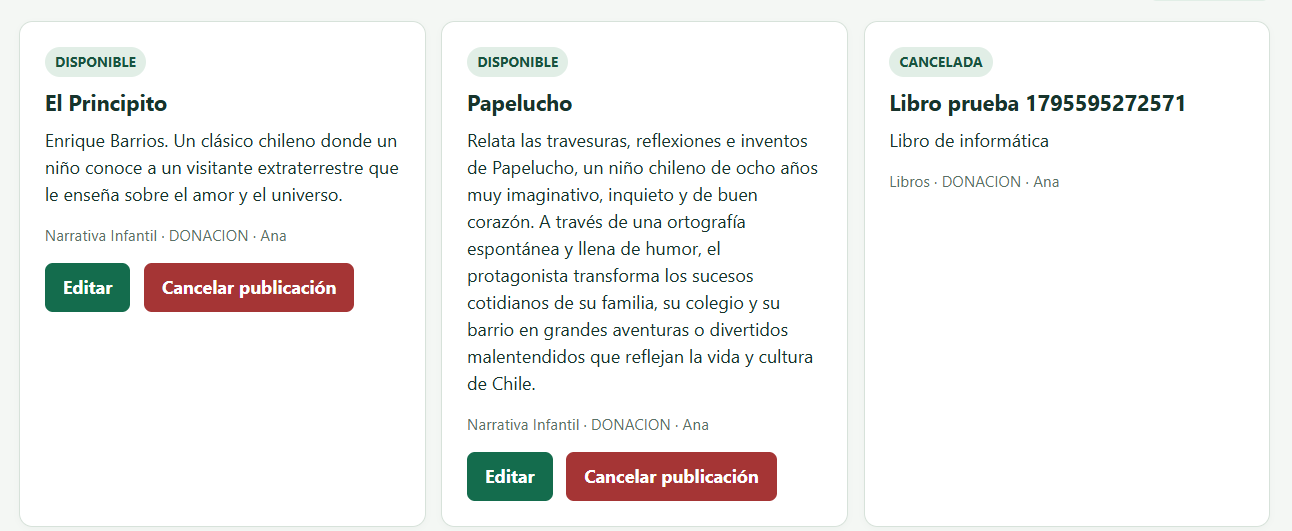 DISPONIBLE
El Principito
Enrique Barrios. Un clásico chileno donde un
niño conoce a un visitante extraterrestre que
le enseña sobre el amor y el universo.
Narrativa Infantil · DONACION · Ana
Editar
Cancelar publicación
DISPONIBLE
Papelucho
Relata las travesuras, reflexiones e inventos
de Papelucho, un niño chileno de ocho años
muy imaginativo, inquieto y de buen
corazón. A través de una ortografía
espontánea y llena de humor, el
protagonista transforma los sucesos
cotidianos de su familia, su colegio y su
barrio en grandes aventuras o divertidos
malentendidos que reflejan la vida y cultura
de Chile.
Narrativa Infantil · DONACION · Ana
Editar
Cancelar publicación
CANCELADA
Libro prueba 1795595272571
Libro de informática
Libros · DONACION · Ana